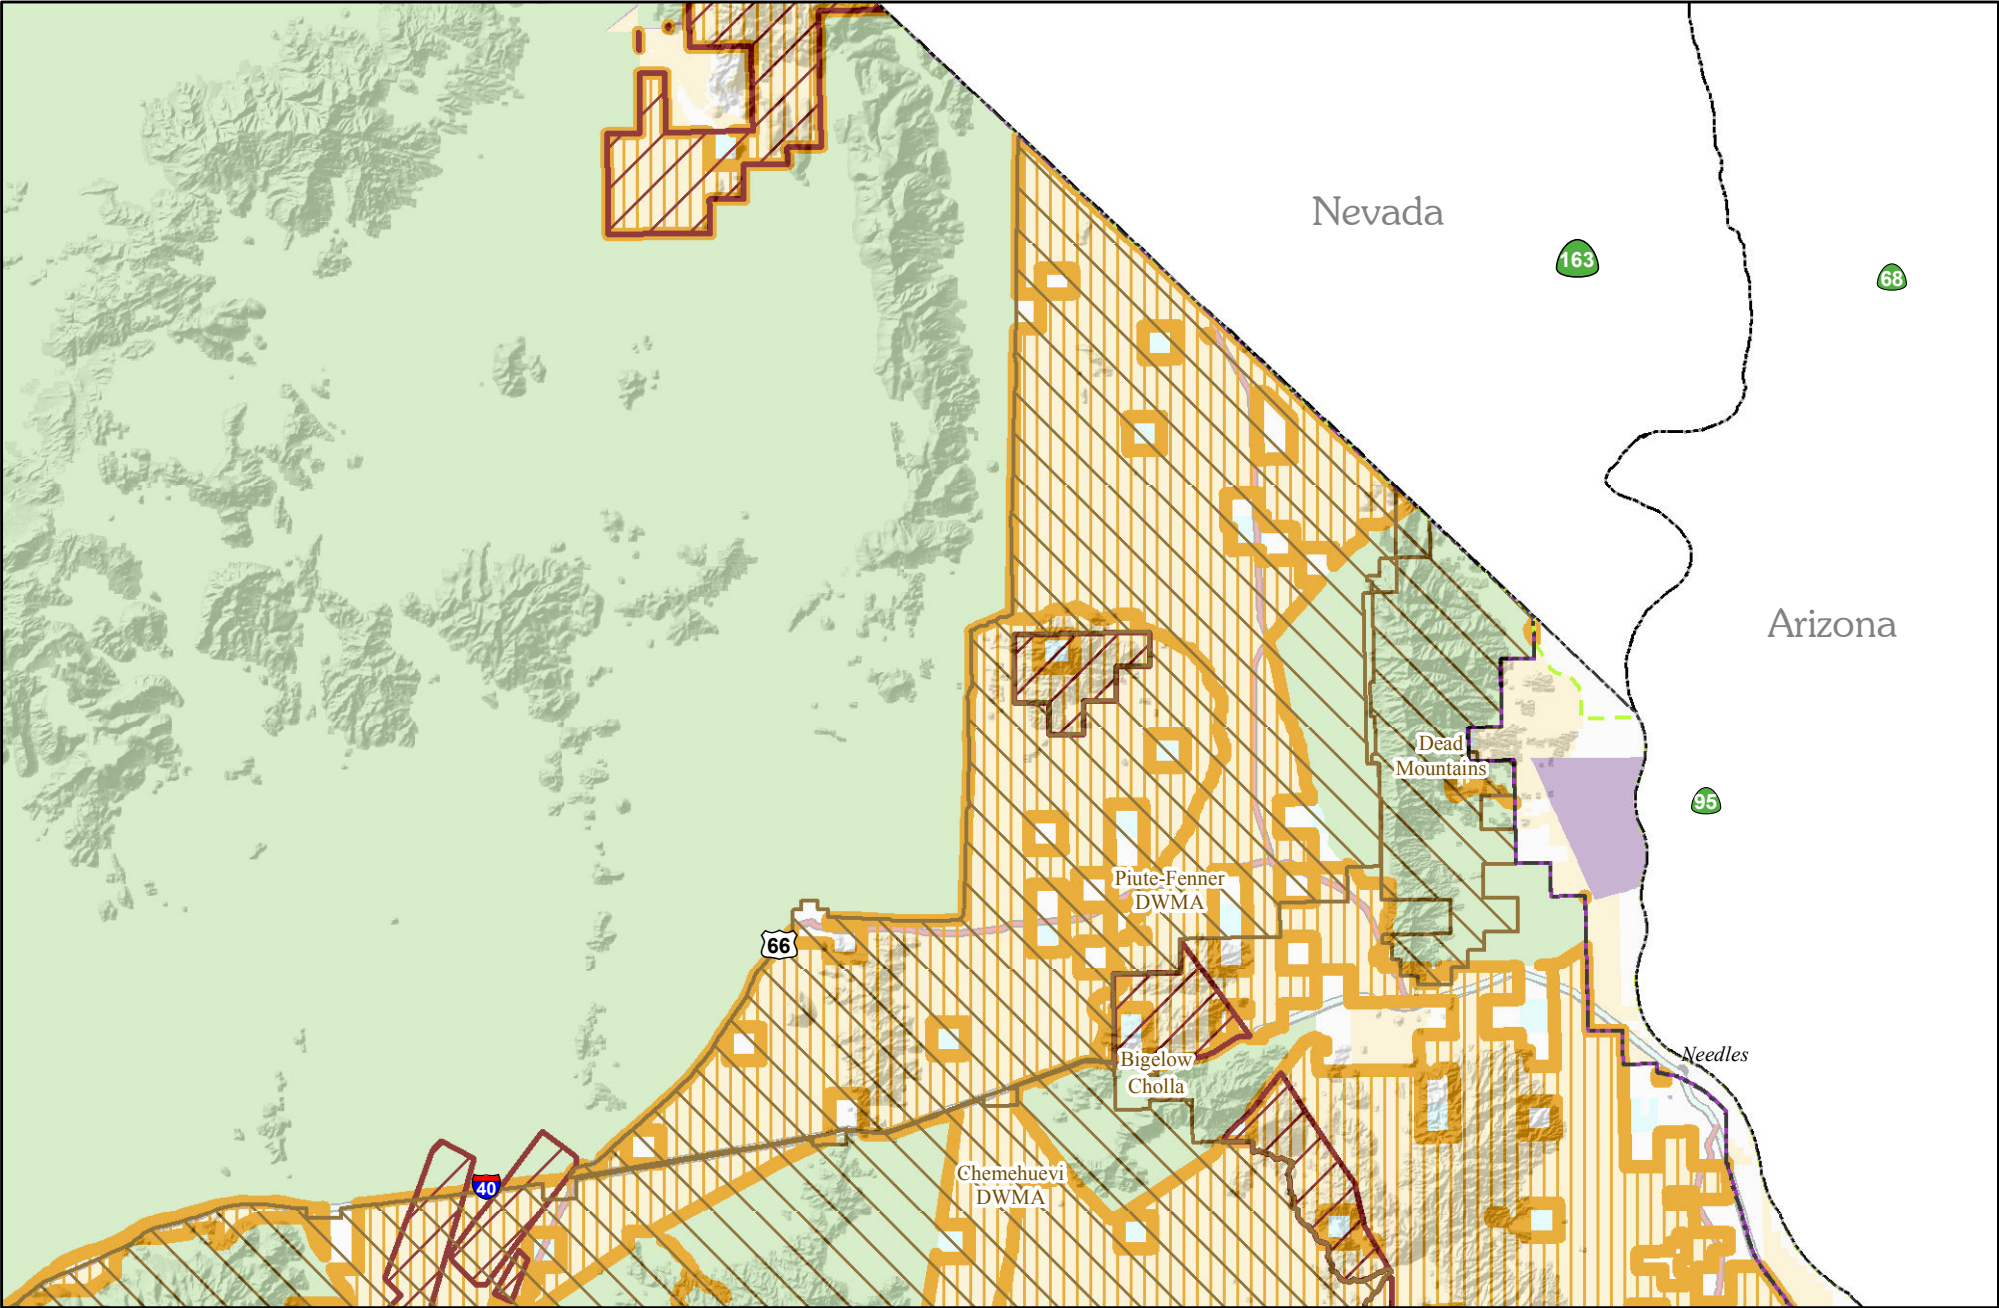 Nevada
163
68
Arizona
Dead
Mountains
95
Piute-Fenner
DWMA
66
Bigelow
Cholla
Needles
Chemehuevi
DWMA
40